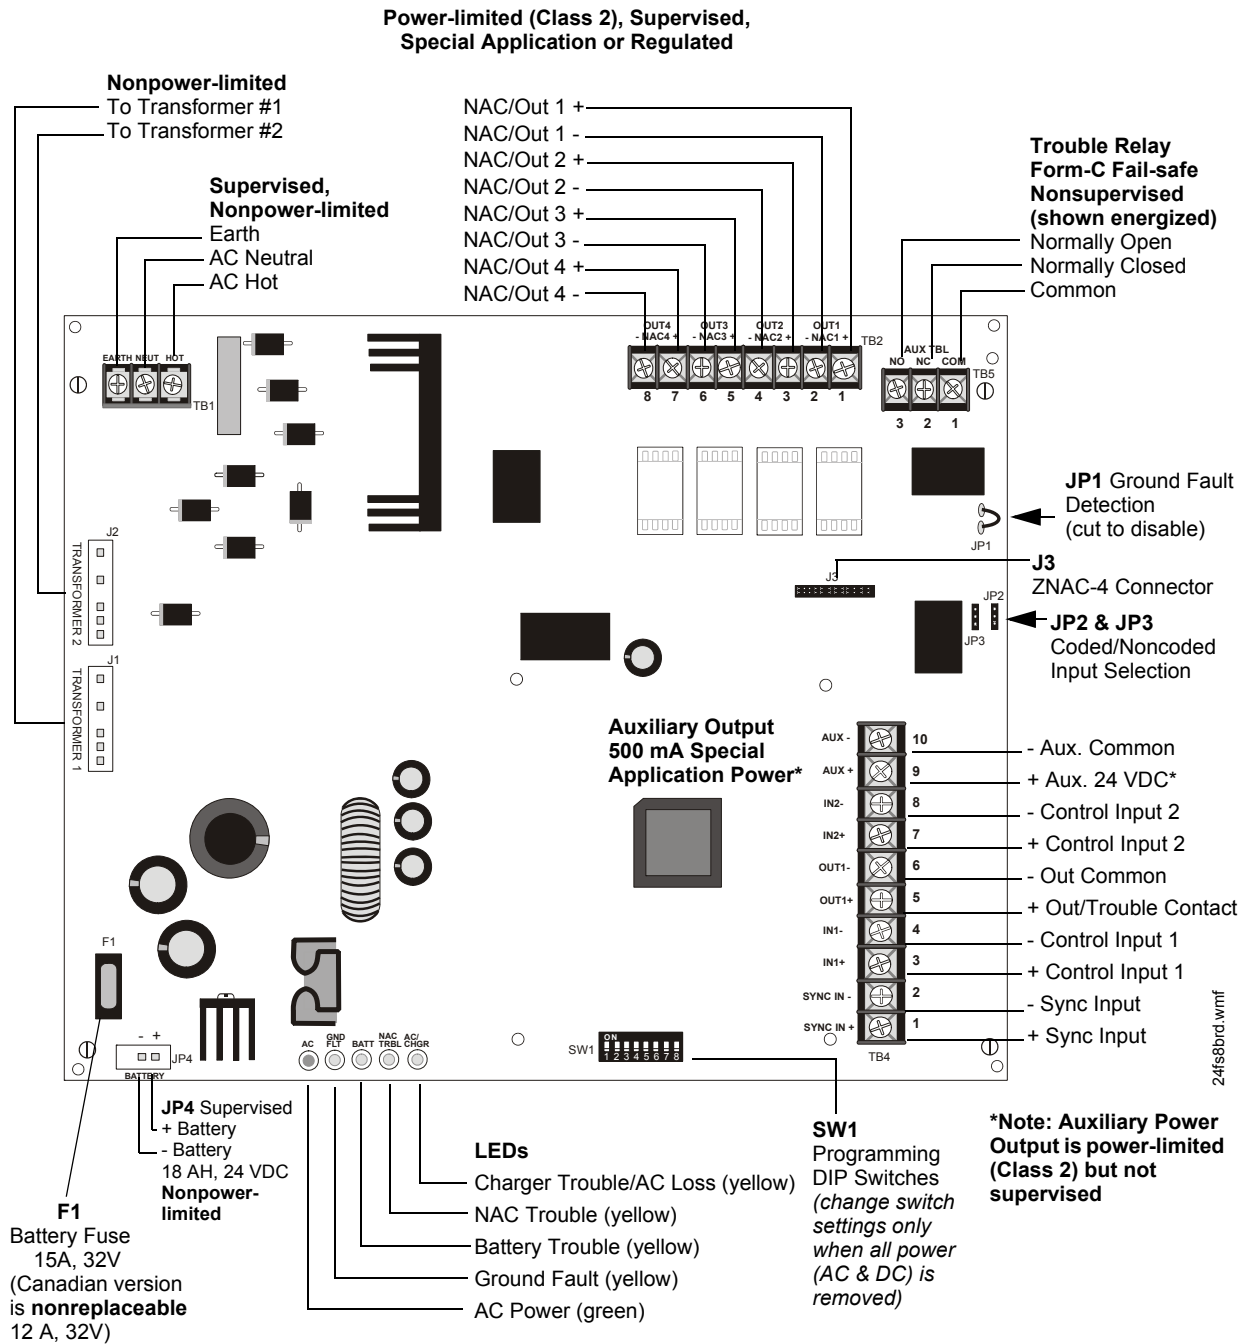 Power-limited (Class 2), Supervised,
Special Application or Regulated
Nonpower-limited
To Transformer #1
To Transformer #2
Supervised,
Nonpower-limited
Earth
AC Neutral
AC Hot
NAC/Out 1 +
NAC/Out 1 -
NAC/Out 2 +
NAC/Out 2 -
NAC/Out 3 +
NAC/Out 3 -
NAC/Out 4 +
NAC/Out 4 -
Trouble Relay
Form-C Fail-safe
Nonsupervised
(shown energized)
Normally Open
Normally Closed
Common
EARTH NEUT HOT
TB1
OUT4 OUT3 OUT2 OUT1
- NAC4 + - NAC3 + - NAC2 + - NAC1 +
TB2
8 7 6 5 4 3 2 1
AUX TBL
NO NC COM
TB5
3 2 1
JP1 Ground Fault
Detection
(cut to disable)
JP1
J3
ZNAC-4 Connector
J3
JP2
JP3
JP2 & JP3
Coded/Noncoded
Input Selection
J2
TRANSFORMER 2
J1
TRANSFORMER 1
Auxiliary Output
500 mA Special
Application Power*
AUX - 10 - Aux. Common
AUX + 9 + Aux. 24 VDC*
IN2- 8 - Control Input 2
IN2+ 7 + Control Input 2
OUT1- 6 - Out Common
OUT1+ 5 + Out/Trouble Contact
IN1- 4 - Control Input 1
IN1+ 3 + Control Input 1
SYNC IN - 2 - Sync Input
SYNC IN + 1 + Sync Input
TB4
24fs8brd.wmf
F1
- +
JP4
BATTERY
AC
GND FLT
BATT
NAC TRBL
AC/ CHGR
SW1
ON
1 2 3 4 5 6 7 8
JP4 Supervised
+ Battery
- Battery
18 AH, 24 VDC
Nonpower-
limited
F1
Battery Fuse
15A, 32V
(Canadian version
is nonreplaceable
12 A, 32V)
LEDs
Charger Trouble/AC Loss (yellow)
NAC Trouble (yellow)
Battery Trouble (yellow)
Ground Fault (yellow)
AC Power (green)
SW1
Programming
DIP Switches
(change switch
settings only
when all power
(AC & DC) is
removed)
*Note: Auxiliary Power
Output is power-limited
(Class 2) but not
supervised